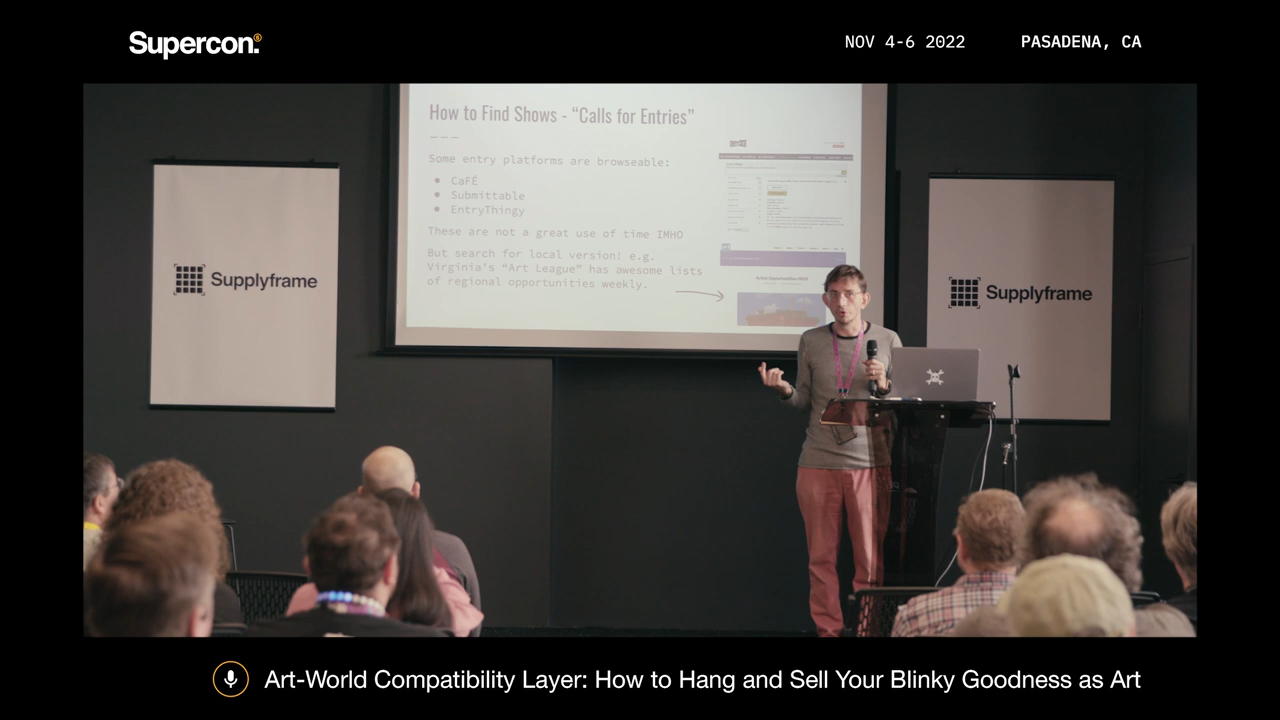 Supercon.6
NOV 4-6 2022
PASADENA, CA
How to Find Shows - “Calls for Entries”
Some entry platforms are browseable:
● CaFÉ
● Submittable
● EntryThingy
These are not a great use of time IMHO
But search for local version! e.g.
Virginia's “Art League” has awesome lists
of regional opportunities weekly.
Supplyframe
Supplyframe
Art-World Compatibility Layer: How to Hang and Sell Your Blinky Goodness as Art